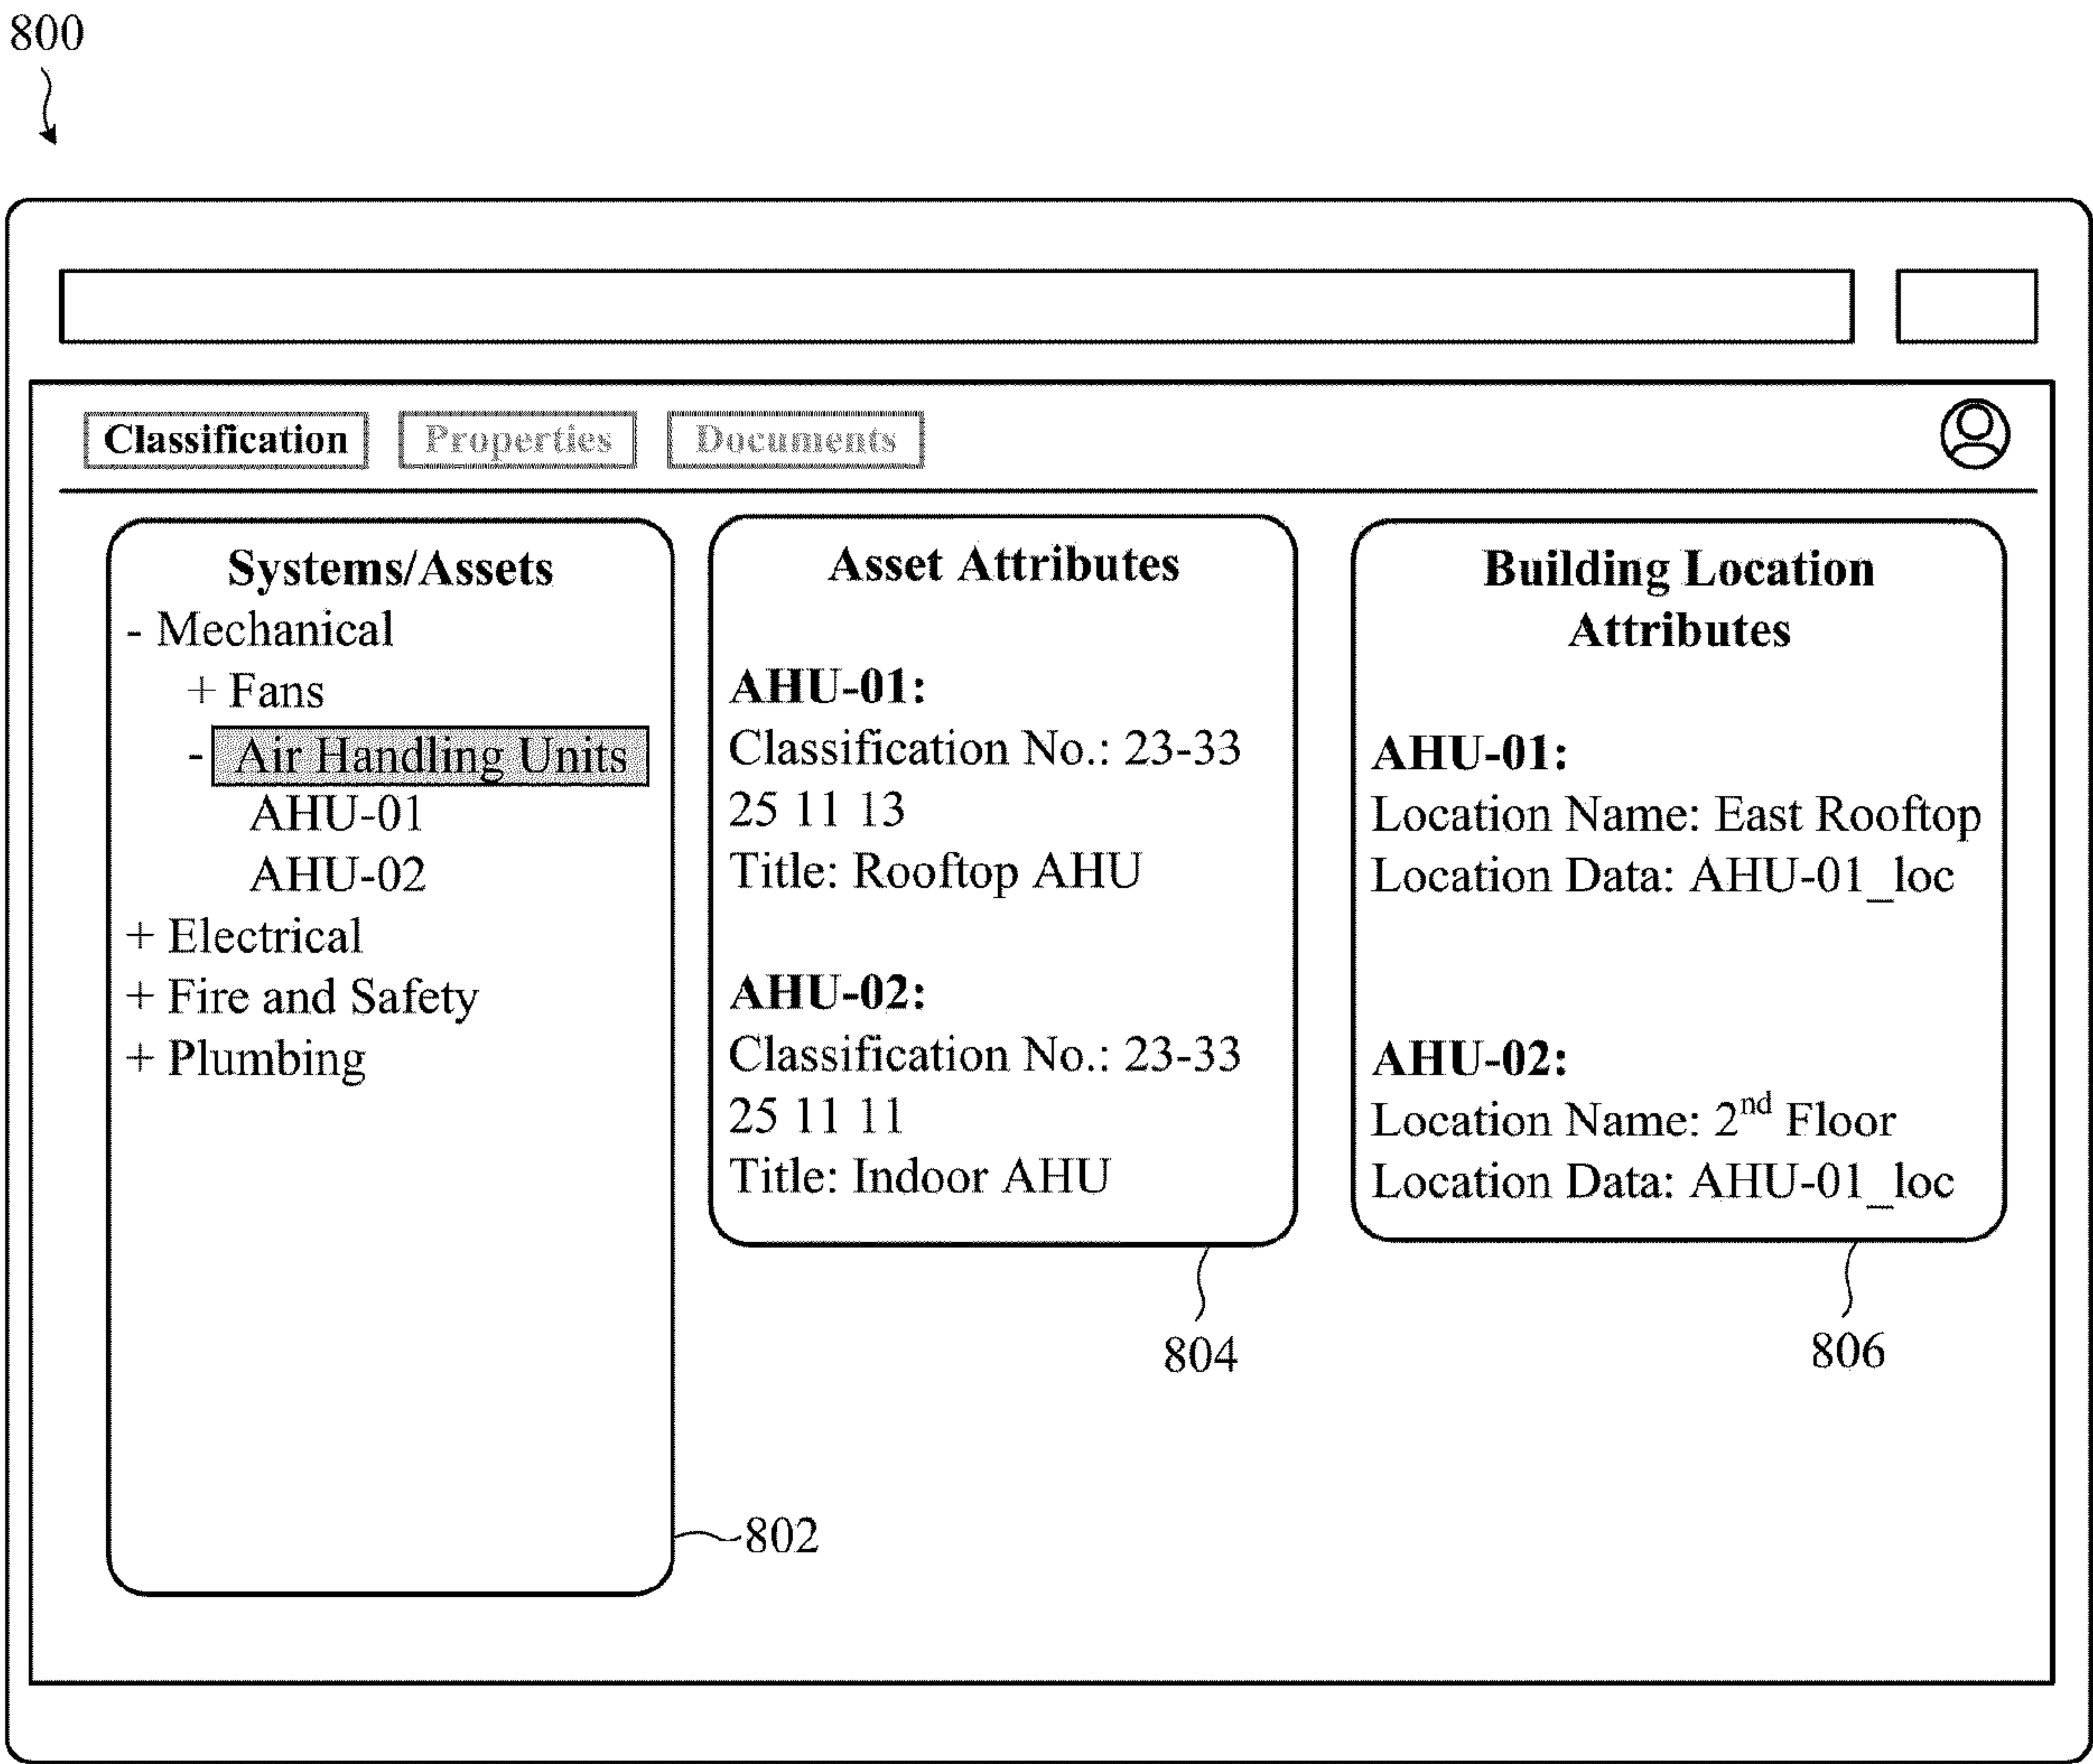 800
Classification Properties Documents
Systems/Assets
- Mechanical
+ Fans
- Air Handling Units
AHU-01
AHU-02
+ Electrical
+ Fire and Safety
+ Plumbing
802
Asset Attributes
AHU-01:
Classification No.: 23-33
25 11 13
Title: Rooftop AHU
AHU-02:
Classification No.: 23-33
25 11 11
Title: Indoor AHU
804
Building Location
Attributes
AHU-01:
Location Name: East Rooftop
Location Data: AHU-01_loc
AHU-02:
Location Name: 2nd Floor
Location Data: AHU-01_loc
806